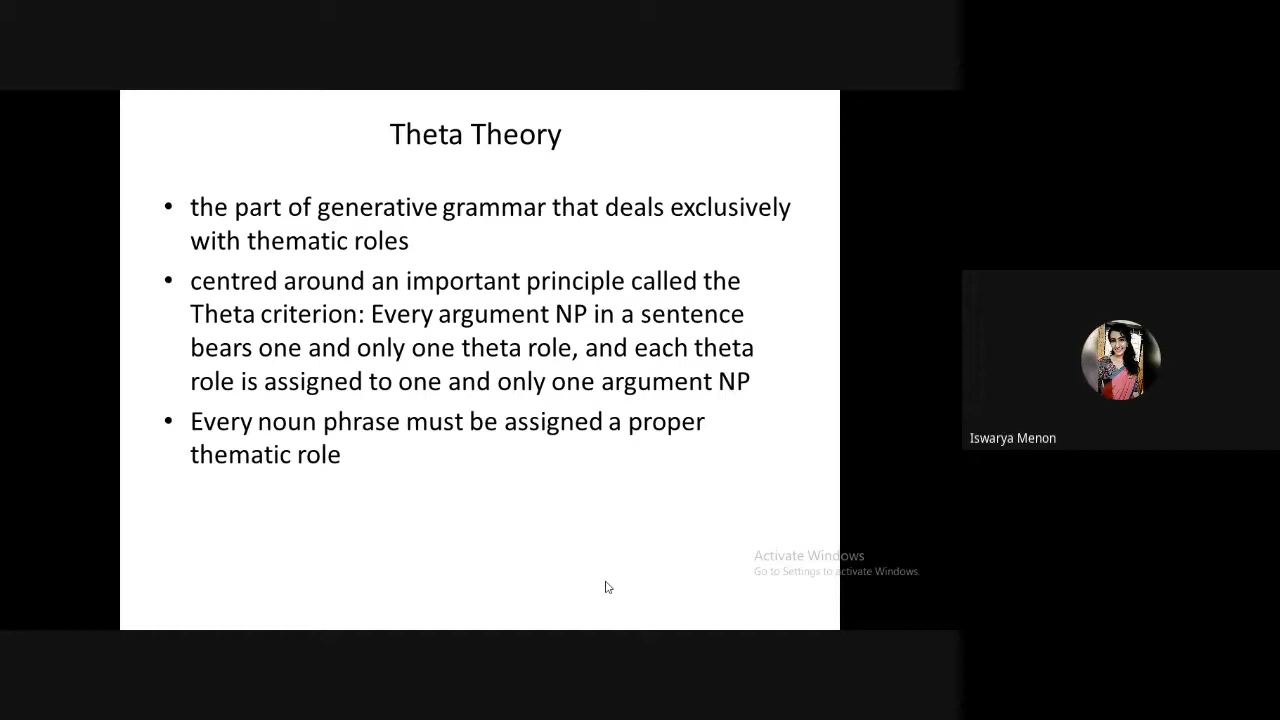 Theta Theory
• the part of generative grammar that deals exclusively
with thematic roles
• centred around an important principle called the
Theta criterion: Every argument NP in a sentence
bears one and only one theta role, and each theta
role is assigned to one and only one argument NP
• Every noun phrase must be assigned a proper
thematic role
Iswarya Menon
Activate Windows
Go to Settings to activate Windows.